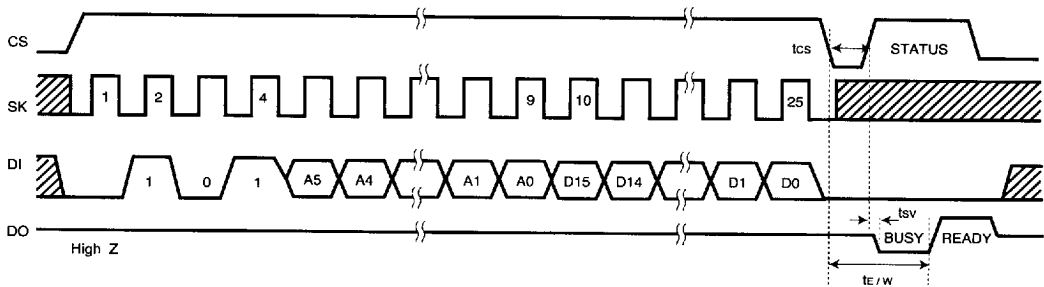 CS
tcs
STATUS
SK
1 2 4 9 10 25
DI
1 0 1 A5 A4 A1 A0 D15 D14 D1 D0
tsv
DO
High Z
BUSY READY
tE/W